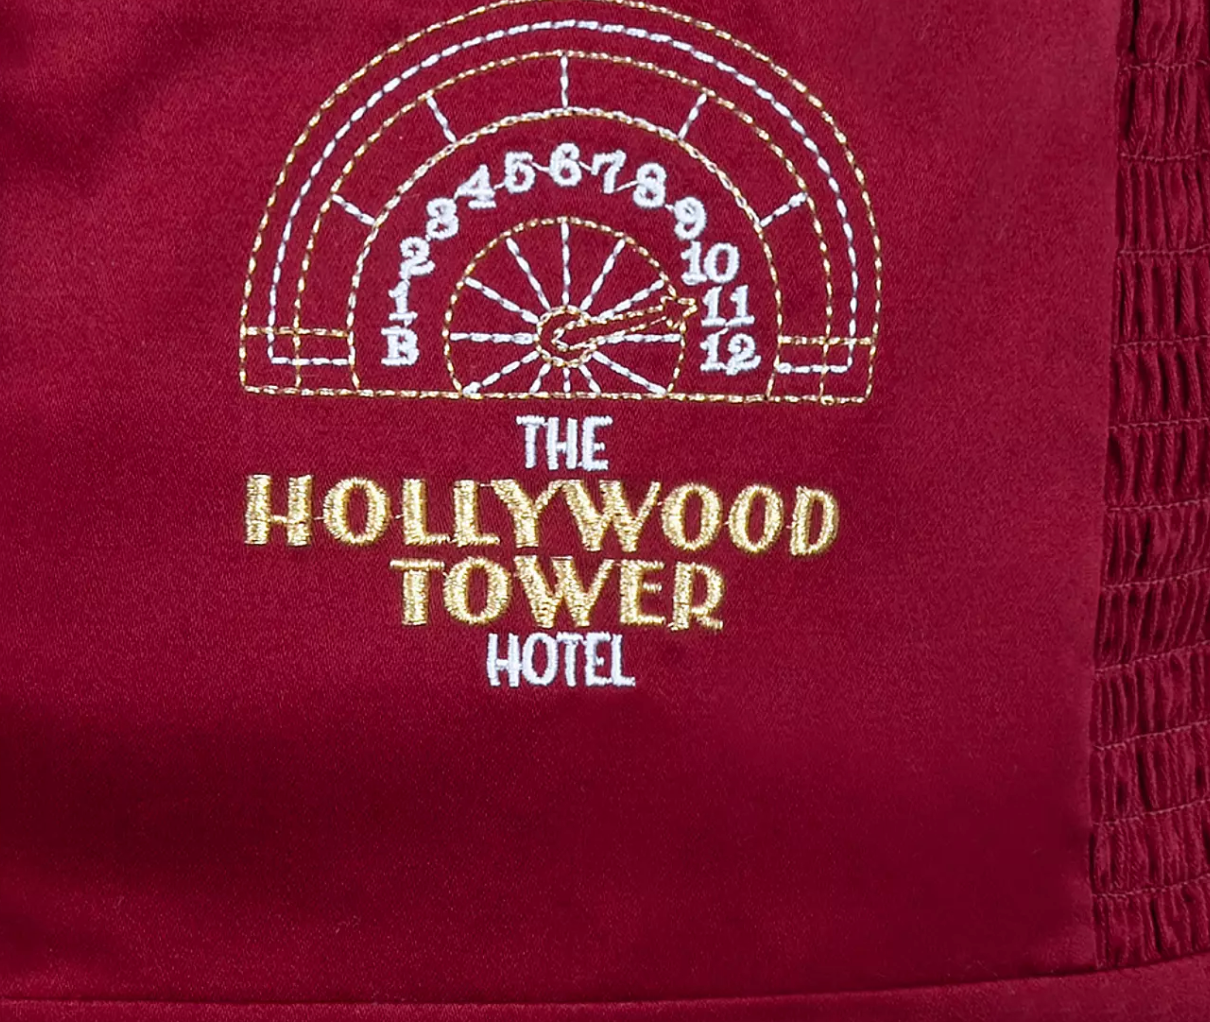 B 1 2 3 4 5 6 7 8 9 10 11 12
THE
HOLLYWOOD
TOWER
HOTEL